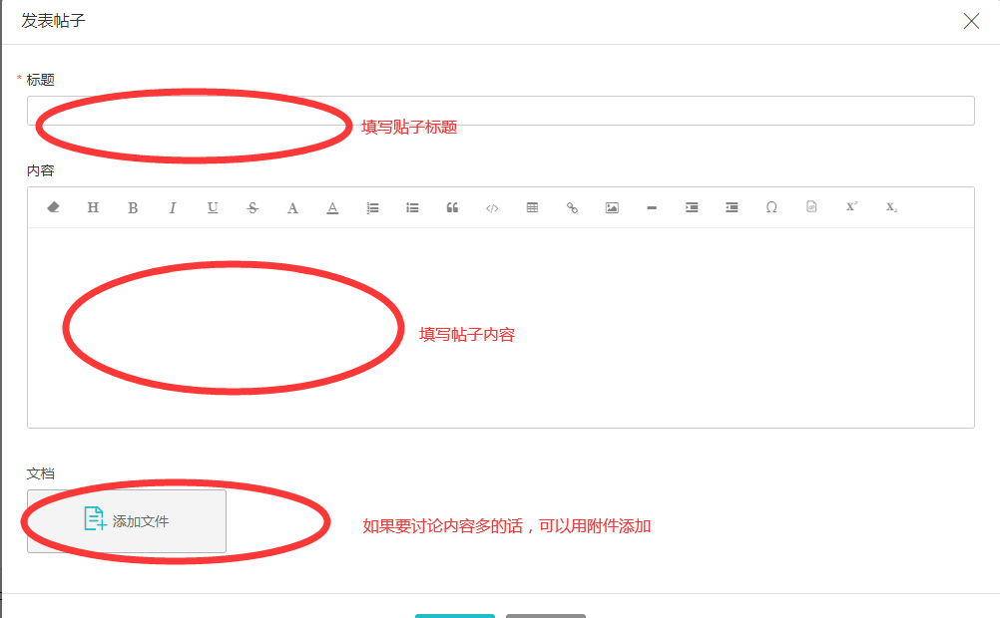 发表帖子
* 标题
填写贴子标题
内容
H B I U S A A </> Ω X² X₂
填写帖子内容
文档
添加文件
如果要讨论内容多的话，可以用附件添加